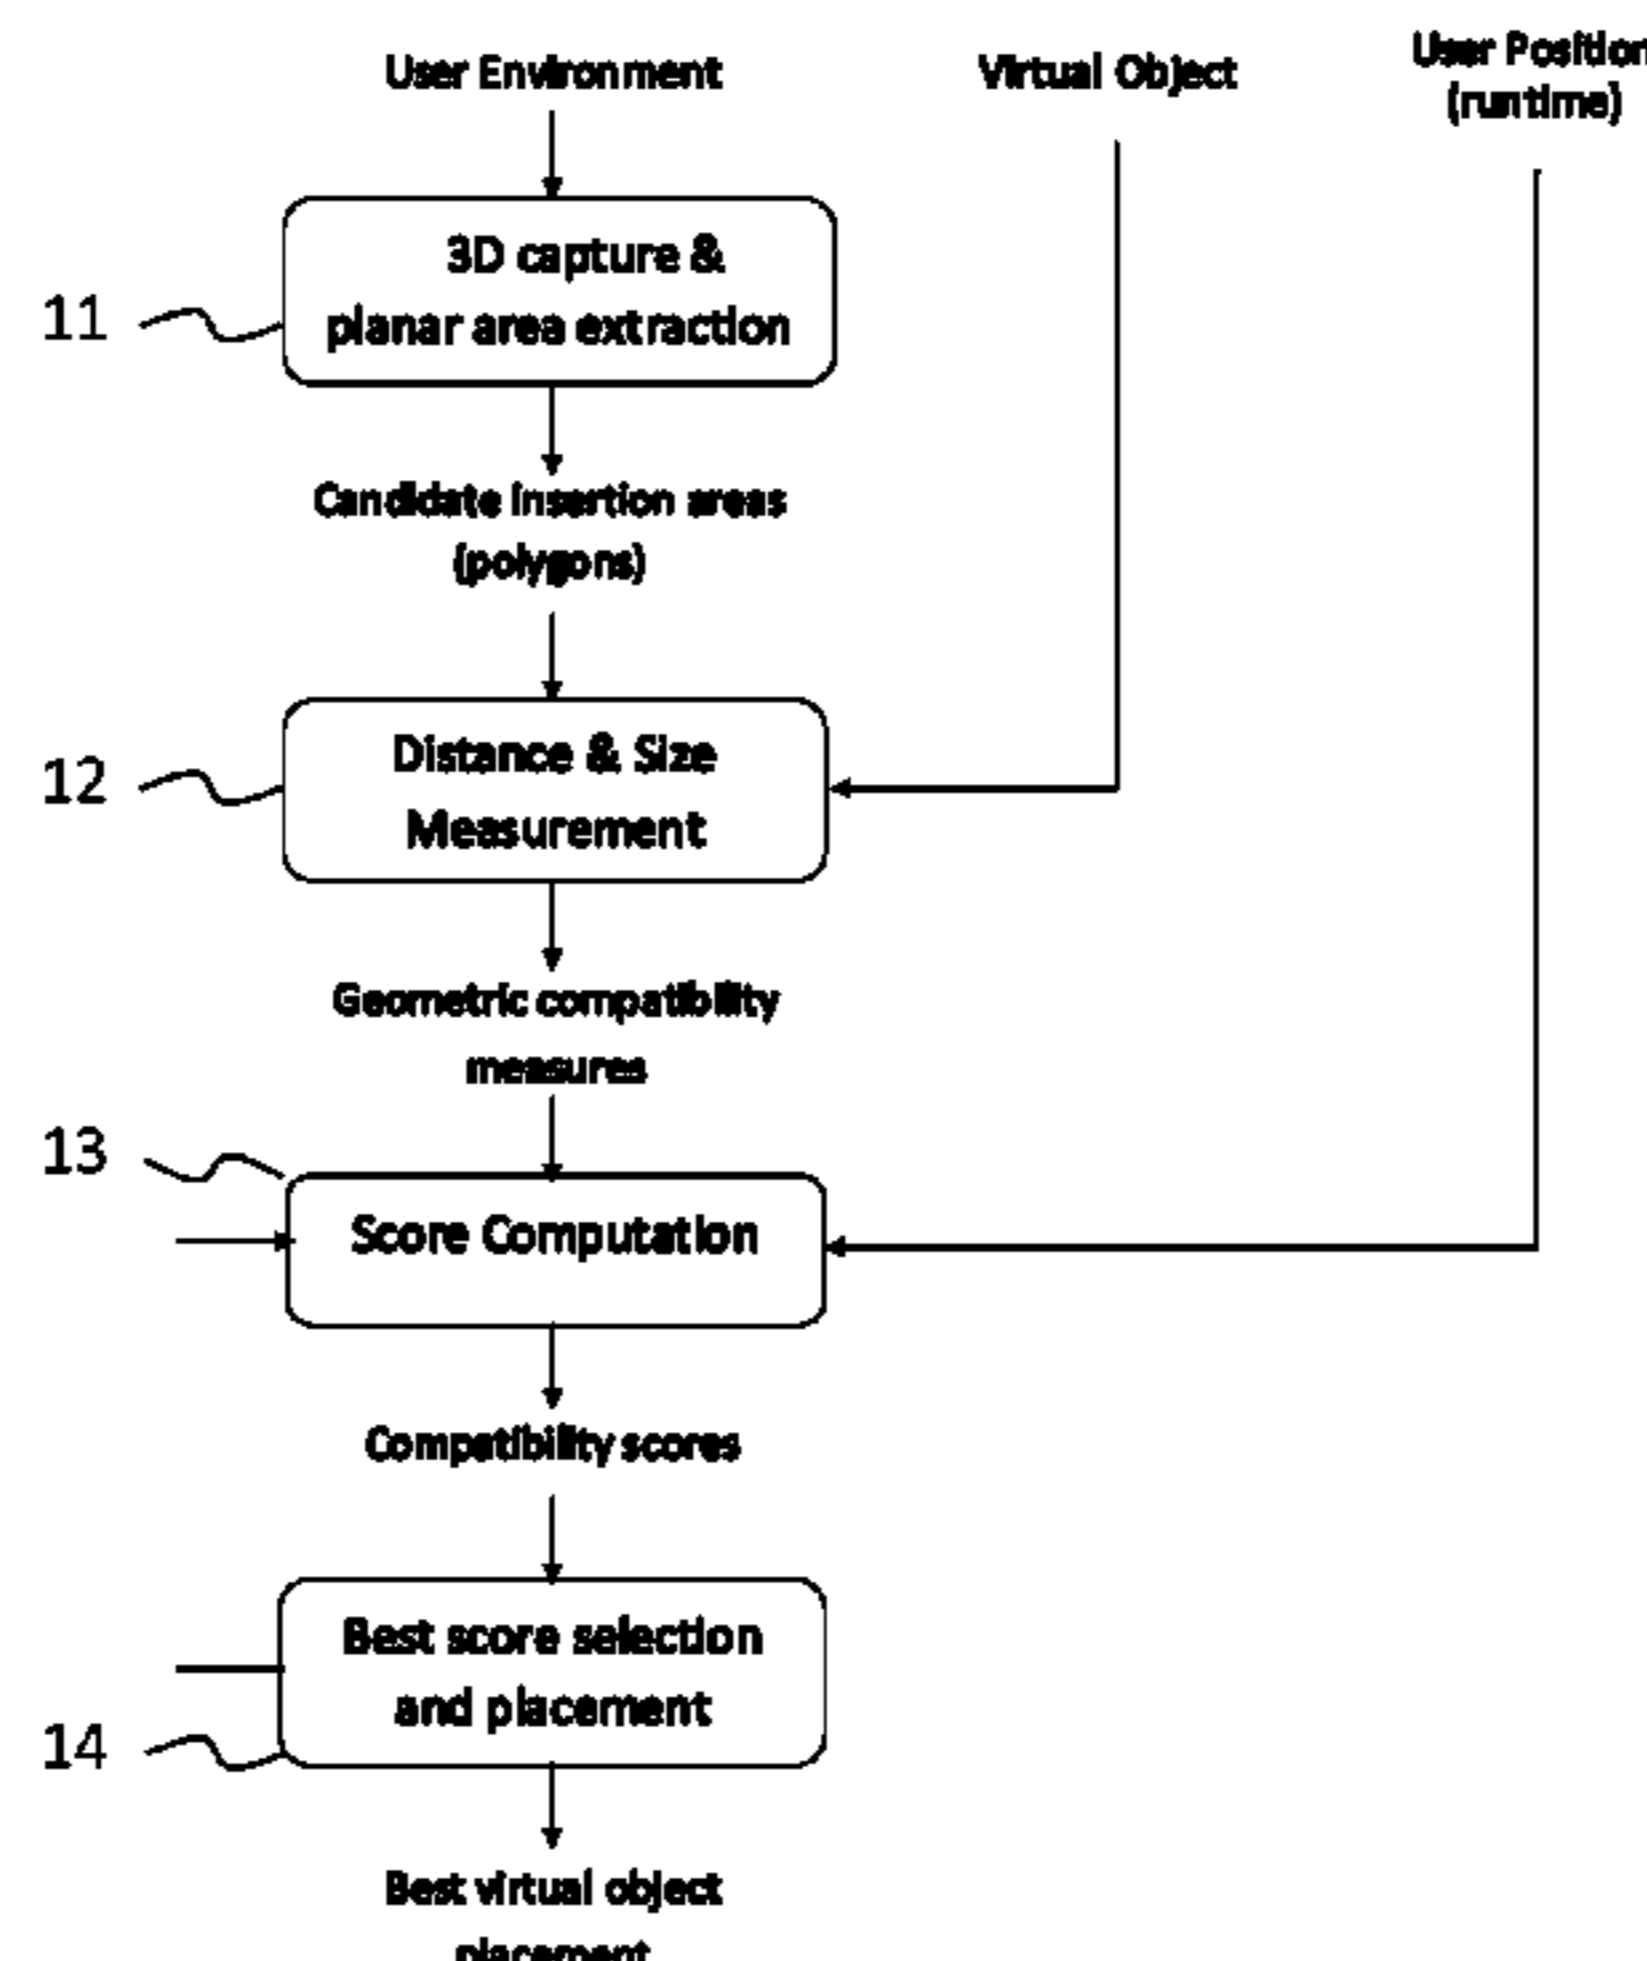 User Environment
Virtual Object
User Position
(runtime)
3D capture &
planar area extraction
11
Candidate insertion areas
(polygons)
Distance & Size
Measurement
12
Geometric compatibility
measures
13
Score Computation
Compatibility scores
Best score selection
and placement
14
Best virtual object
placement